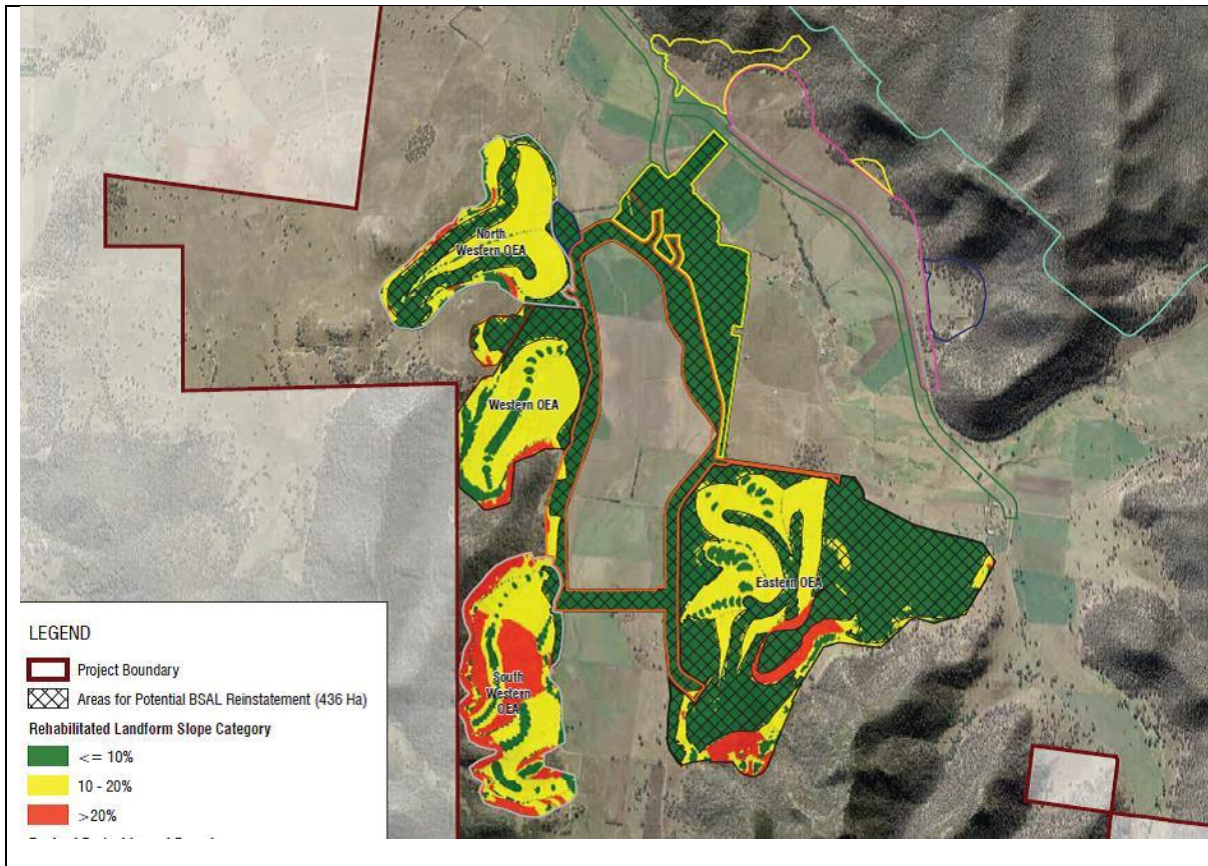 North
Western OEA
Western OEA
Eastern OEA
South
Western
OEA
LEGEND
Project Boundary
Areas for Potential BSAL Reinstatement (436 Ha)
Rehabilitated Landform Slope Category
<= 10%
10 - 20%
>20%